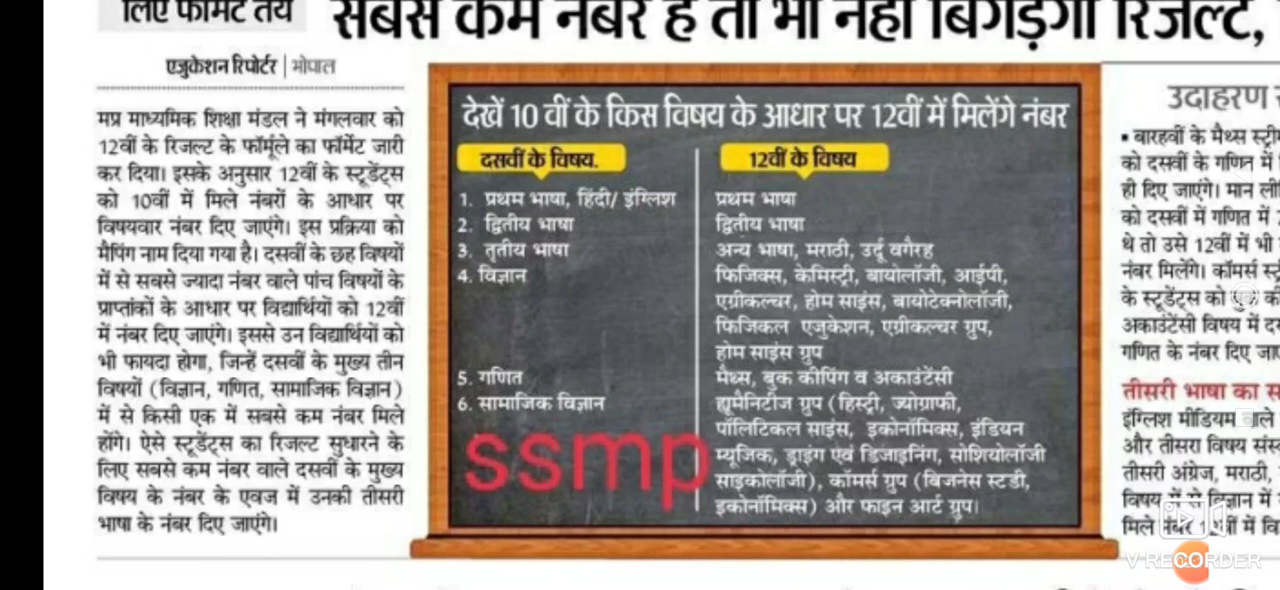 लिए फॉर्मेट तय
सबसे कम नंबर हैं तो भी नहीं बिगड़ेगा रिजल्ट,
एजुकेशन रिपोर्टर | भोपाल
मप्र माध्यमिक शिक्षा मंडल ने मंगलवार को
12वीं के रिजल्ट के फॉर्मूले का फॉर्मेट जारी
कर दिया। इसके अनुसार 12वीं के स्टूडेंट्स
को 10वीं में मिले नंबरों के आधार पर
विषयवार नंबर दिए जाएंगे। इस प्रक्रिया को
मैपिंग नाम दिया गया है। दसवीं के छह विषयों
में से सबसे ज्यादा नंबर वाले पांच विषयों के
प्राप्तांकों के आधार पर विद्यार्थियों को 12वीं
में नंबर दिए जाएंगे। इससे उन विद्यार्थियों को
भी फायदा होगा, जिन्हें दसवीं के मुख्य तीन
विषयों (विज्ञान, गणित, सामाजिक विज्ञान)
में से किसी एक में सबसे कम नंबर मिले
होंगे। ऐसे स्टूडेंट्स का रिजल्ट सुधारने के
लिए सबसे कम नंबर वाले दसवीं के मुख्य
विषय के नंबर के एवज में उनकी तीसरी
भाषा के नंबर दिए जाएंगे।
देखें 10 वीं के किस विषय के आधार पर 12वीं में मिलेंगे नंबर
दसवीं के विषय.
12वीं के विषय
1. प्रथम भाषा, हिंदी/ इंग्लिश
प्रथम भाषा
2. द्वितीय भाषा
द्वितीय भाषा
3. तृतीय भाषा
अन्य भाषा, मराठी, उर्दू वगैरह
4. विज्ञान
फिजिक्स, केमिस्ट्री, बायोलॉजी, आईपी,
एग्रीकल्चर, होम साइंस, बायोटेक्नोलॉजी,
फिजिकल एजुकेशन, एग्रीकल्चर ग्रुप,
होम साइंस ग्रुप
5. गणित
मैथ्स, बुक कीपिंग व अकाउंटेंसी
6. सामाजिक विज्ञान
ह्यूमैनिटीज ग्रुप (हिस्ट्री, ज्योग्राफी,
पॉलिटिकल साइंस, इकोनॉमिक्स, इंडियन
म्यूजिक, ड्राइंग एवं डिजाइनिंग, सोशियोलॉजी
साइकोलॉजी), कॉमर्स ग्रुप (बिजनेस स्टडी,
इकोनॉमिक्स) और फाइन आर्ट ग्रुप।
ssmp
उदाहरण
▪ बारहवीं के मैथ्स स्ट्री
को दसवीं के गणित में
ही दिए जाएंगे। मान ली
को दसवीं में गणित में
थे तो उसे 12वीं में भी
नंबर मिलेंगे। कॉमर्स स्ट्री
के स्टूडेंट्स को बुक की
अकाउंटेंसी विषय में दस
गणित के नंबर दिए जाए
तीसरी भाषा का स
इंग्लिश मीडियम वाले
और तीसरा विषय संस्
तीसरी अंग्रेज, मराठी,
विषय में से विज्ञान में
मिले नंबर 12वीं में वि
V RECORDER